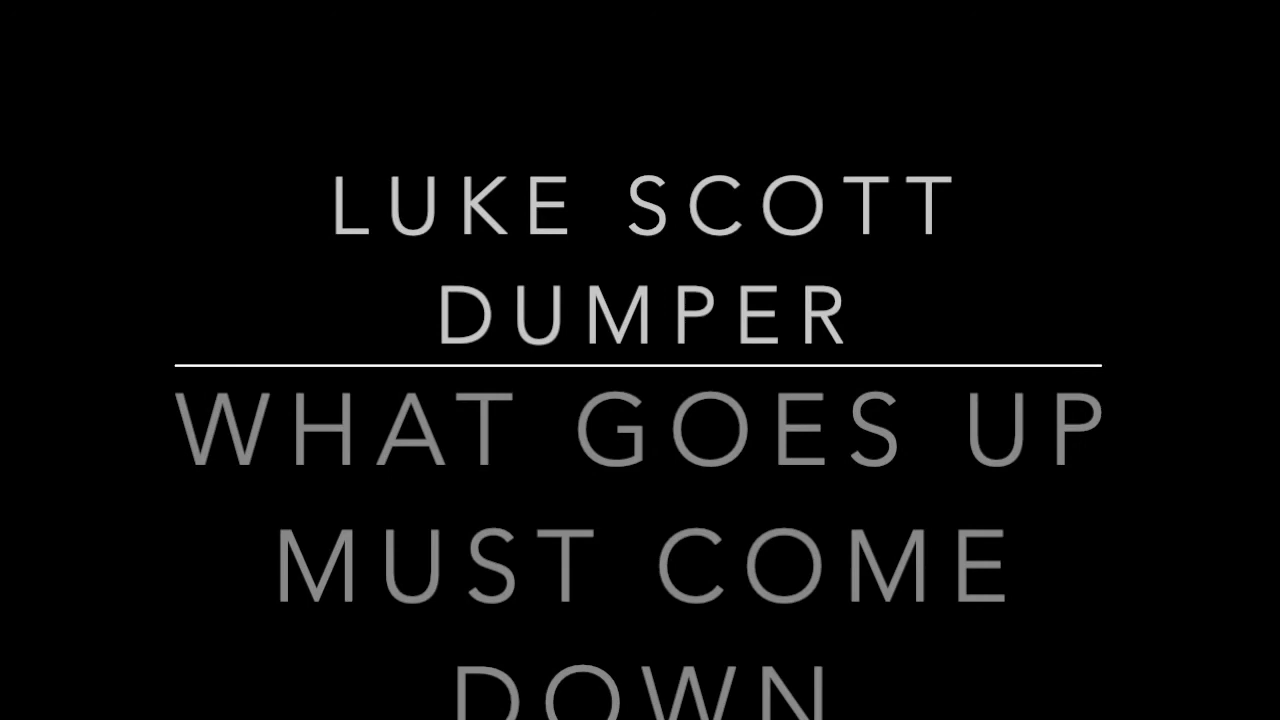 LUKE SCOTT
DUMPER
WHAT GOES UP
MUST COME
DOWN